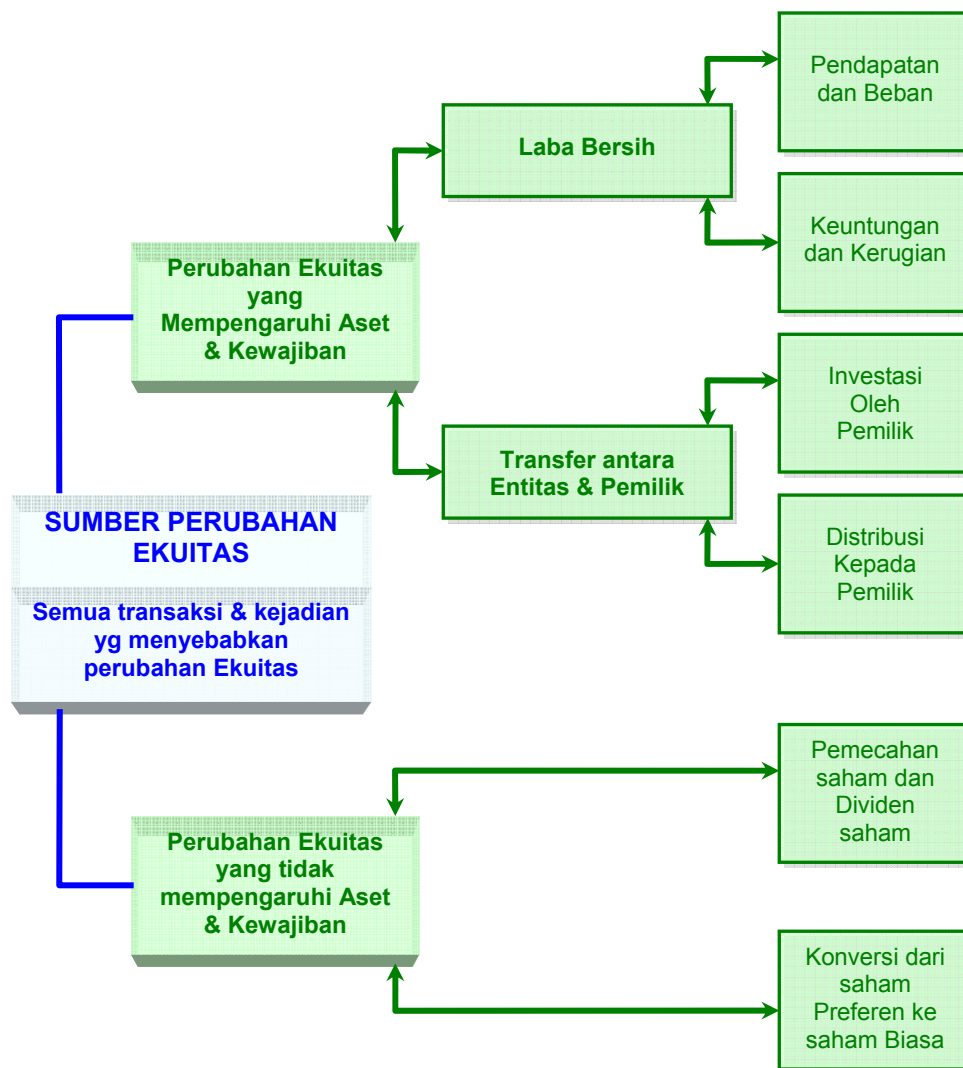 Pendapatan
dan Beban
Laba Bersih
Keuntungan
dan Kerugian
Perubahan Ekuitas
yang
Mempengaruhi Aset
& Kewajiban
Investasi
Oleh
Pemilik
Transfer antara
Entitas & Pemilik
Distribusi
Kepada
Pemilik
SUMBER PERUBAHAN
EKUITAS
Semua transaksi & kejadian
yg menyebabkan
perubahan Ekuitas
Pemecahan
saham dan
Dividen
saham
Perubahan Ekuitas
yang tidak
mempengaruhi Aset
& Kewajiban
Konversi dari
saham
Preferen ke
saham Biasa